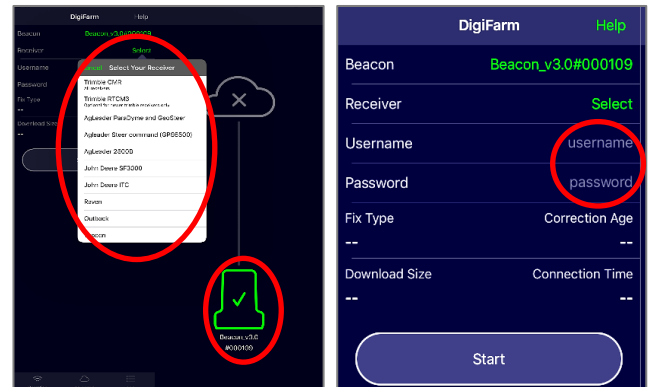 DigiFarm Help
Beacon Beacon_v3.0#000109
Receiver Select
Username
Password
Fix Type
--
Download Size
--
Cancel Select Your Receiver
Trimble CMR
Trimble RTCM3
AgLeader ParaDyme and GeoSteer
Agleader Steer command (GPS6500)
AgLeader
John Deere SF3000
John Deere ITC
Raven
Outback
Beacon_v3.0
#000109
DigiFarm Help
Beacon Beacon_v3.0#000109
Receiver Select
Username username
Password password
Fix Type Correction Age
-- --
Download Size Connection Time
-- --
Start